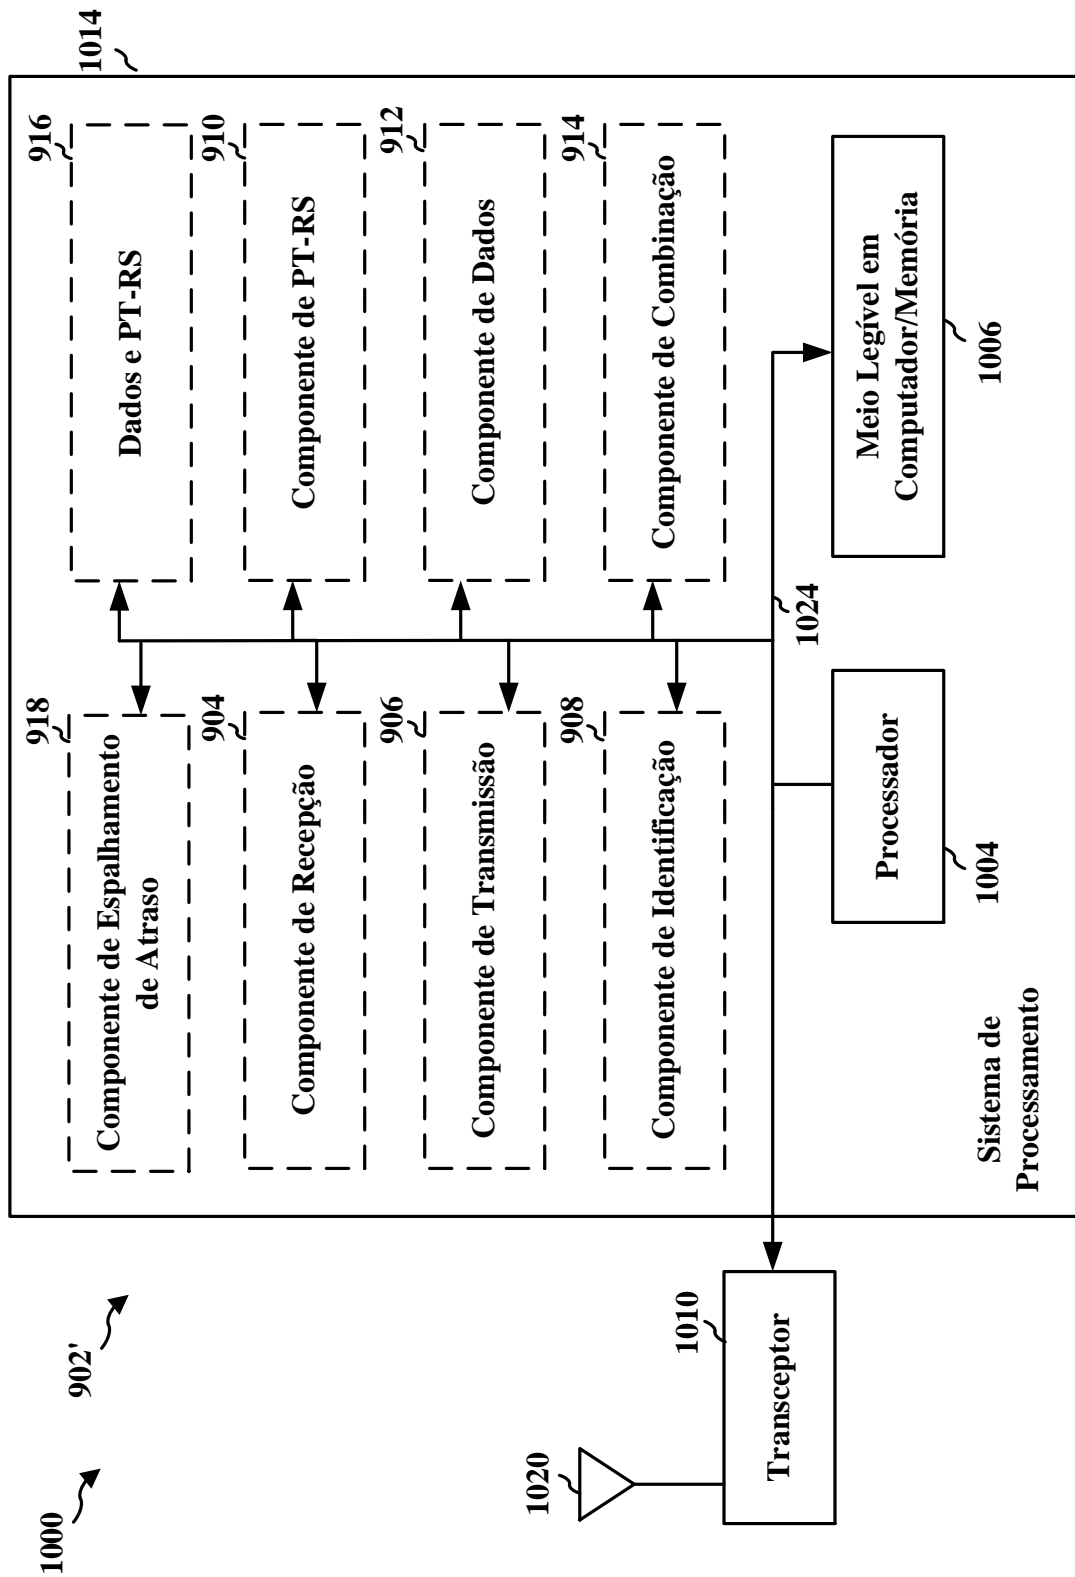 1000
902'
1014
918
Componente de Espalhamento
de Atraso
916
Dados e PT-RS
904
Componente de Recepção
910
Componente de PT-RS
906
Componente de Transmissão
912
Componente de Dados
908
Componente de Identificação
914
Componente de Combinação
1020
1010
Transceptor
1024
Processador
1004
Meio Legível em
Computador/Memória
1006
Sistema de
Processamento